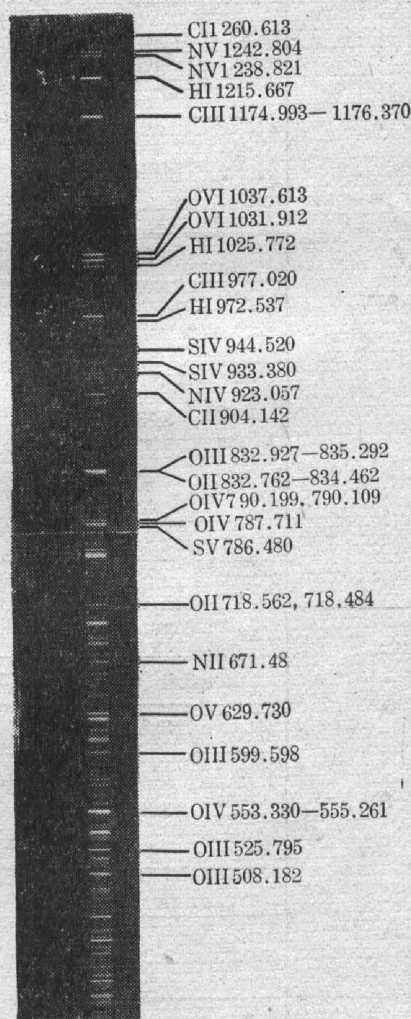 CI1 260.613
NV 1242.804
NV1 238.821
HI 1215.667
CIII 1174.993—1176.370
OVI 1037.613
OVI 1031.912
HI 1025.772
CIII 977.020
HI 972.537
SIV 944.520
SIV 933.380
NIV 923.057
CII 904.142
OIII 832.927—835.292
OII 832.762—834.462
OIV7 90.199, 790.109
OIV 787.711
SV 786.480
OII 718.562, 718,484
NII 671.48
OV 629.730
OIII 599.598
OIV 553.330—555.261
OIII 525.795
OIII 508.182